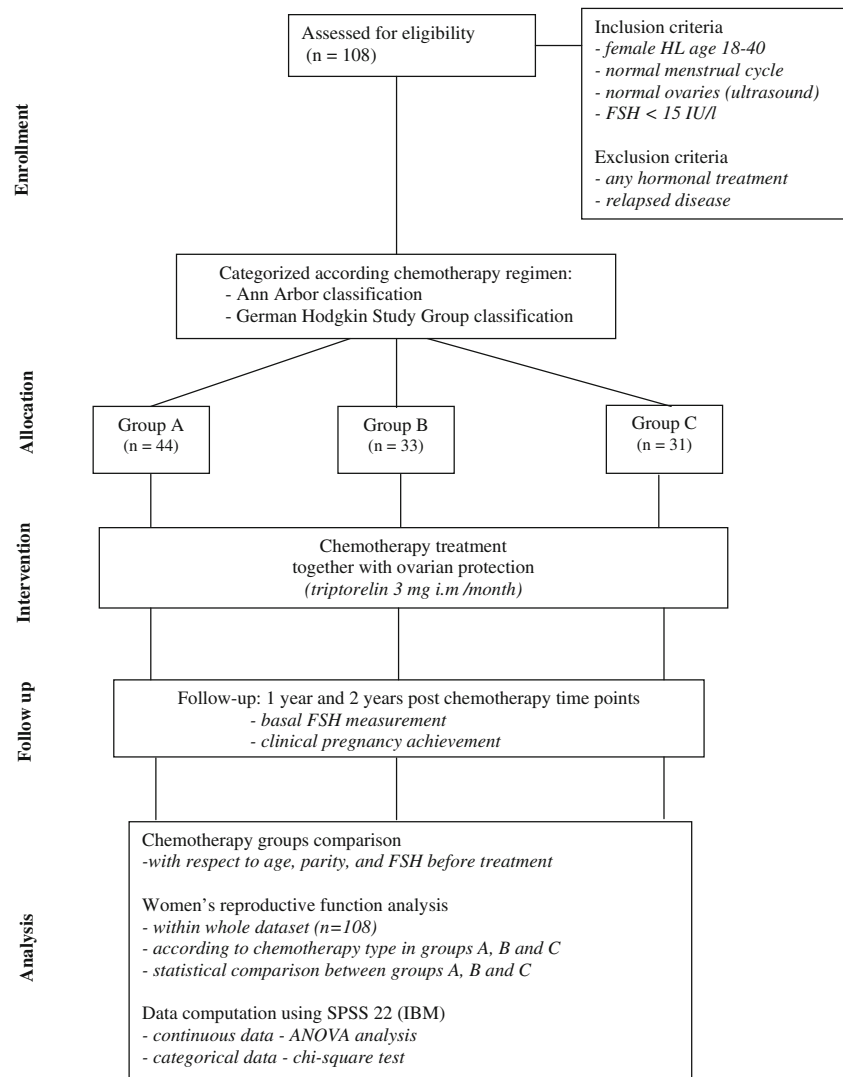 Assessed for eligibility
(n = 108)
Inclusion criteria
- female HL age 18-40
- normal menstrual cycle
- normal ovaries (ultrasound)
- FSH < 15 IU/l
Exclusion criteria
- any hormonal treatment
- relapsed disease
Enrollment
Categorized according chemotherapy regimen:
- Ann Arbor classification
- German Hodgkin Study Group classification
Allocation
Group A
(n = 44)
Group B
(n = 33)
Group C
(n = 31)
Intervention
Chemotherapy treatment
together with ovarian protection
(triptorelin 3 mg i.m /month)
Follow up
Follow-up: 1 year and 2 years post chemotherapy time points
- basal FSH measurement
- clinical pregnancy achievement
Analysis
Chemotherapy groups comparison
-with respect to age, parity, and FSH before treatment
Women's reproductive function analysis
- within whole dataset (n=108)
- according to chemotherapy type in groups A, B and C
- statistical comparison between groups A, B and C
Data computation using SPSS 22 (IBM)
- continuous data - ANOVA analysis
- categorical data - chi-square test